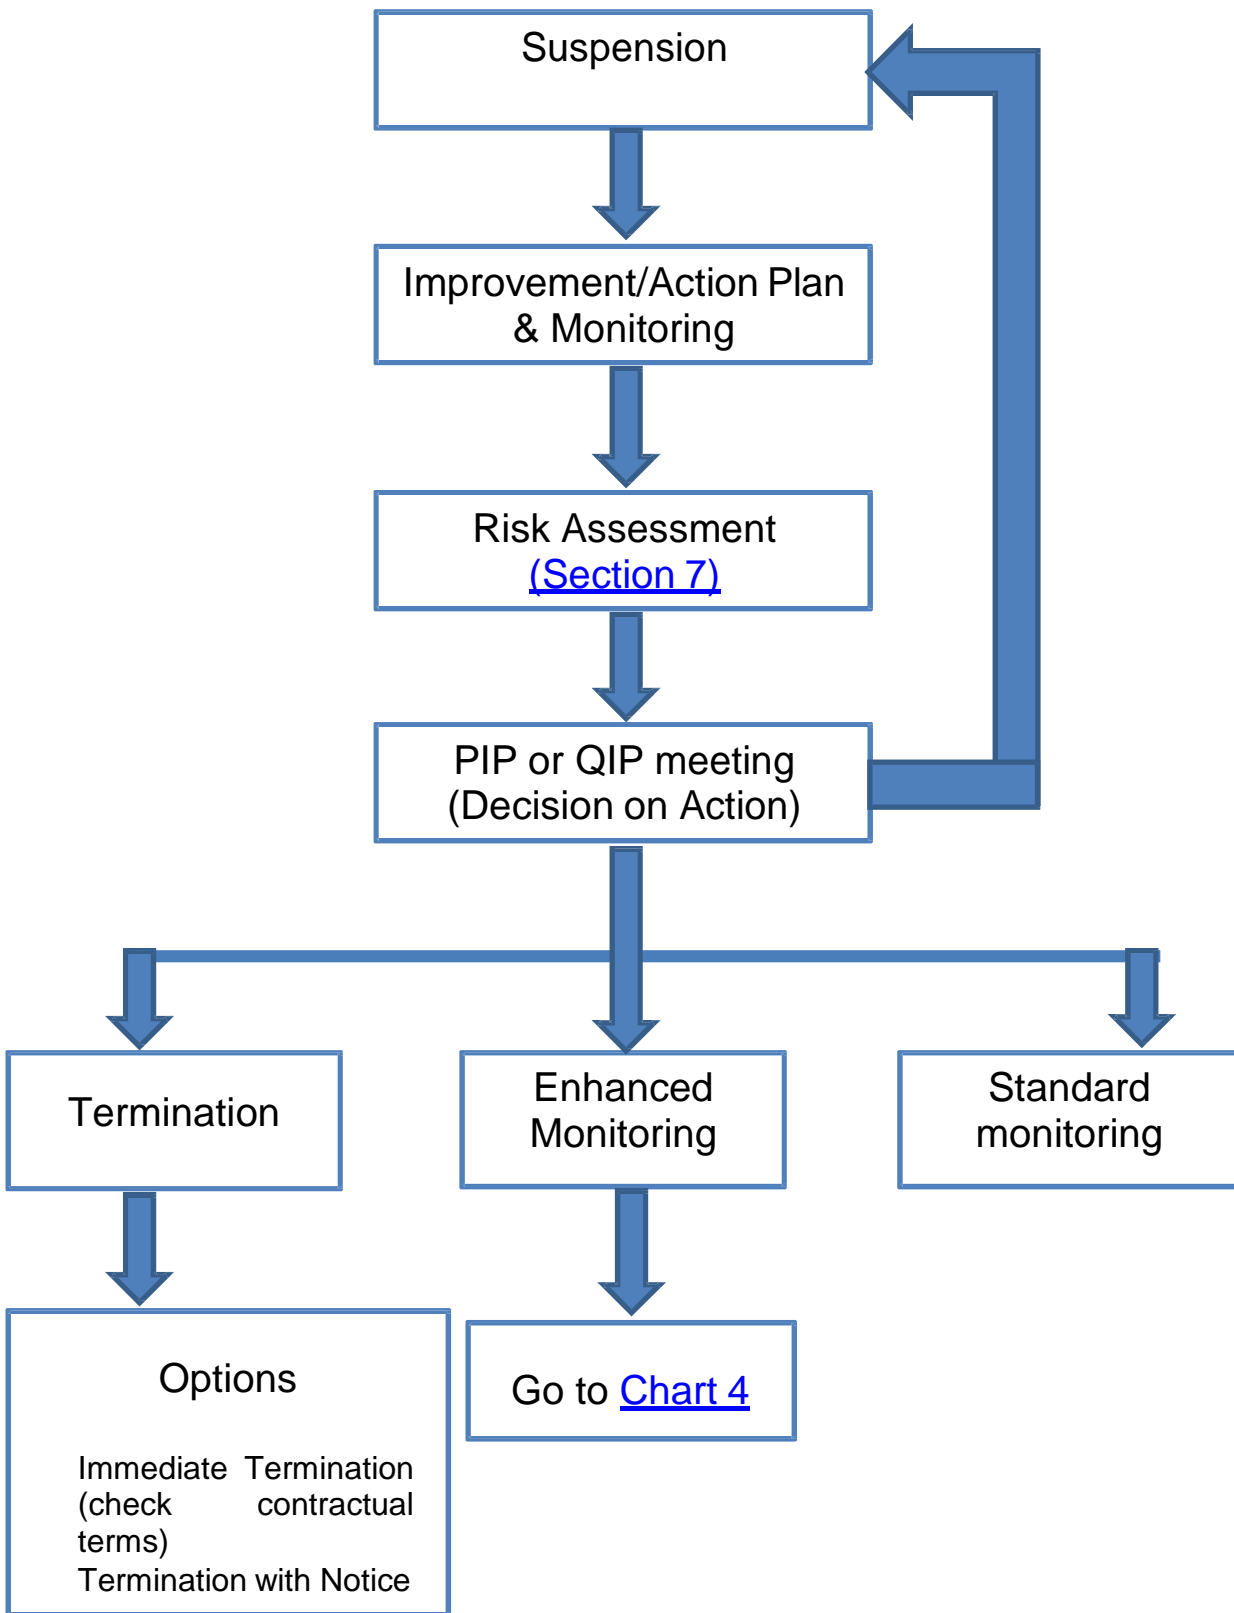 Suspension
Improvement/Action Plan
& Monitoring
Risk Assessment
(Section 7)
PIP or QIP meeting
(Decision on Action)
Termination
Enhanced
Monitoring
Standard
monitoring
Options
Immediate Termination
(check contractual
terms)
Termination with Notice
Go to Chart 4